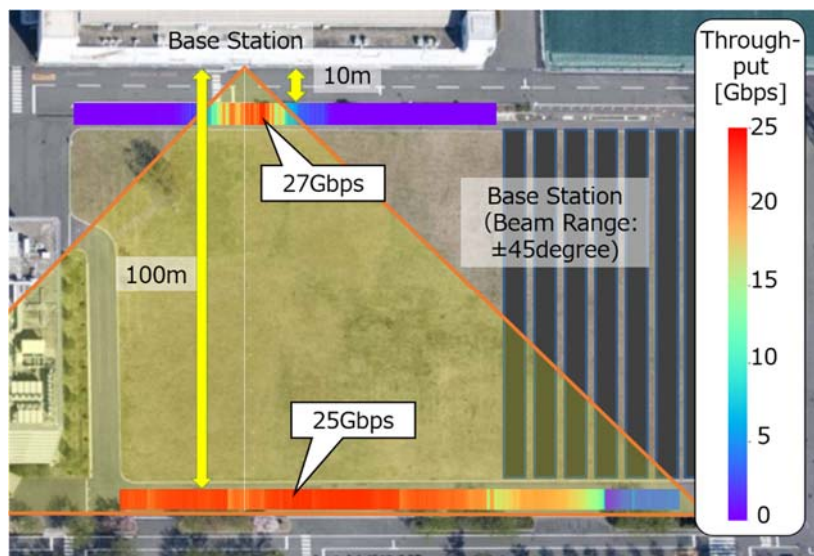 Base Station
10m
27Gbps
Base Station
（Beam Range:
±45degree）
100m
25Gbps
Through-
put
[Gbps]
25
20
15
10
5
0